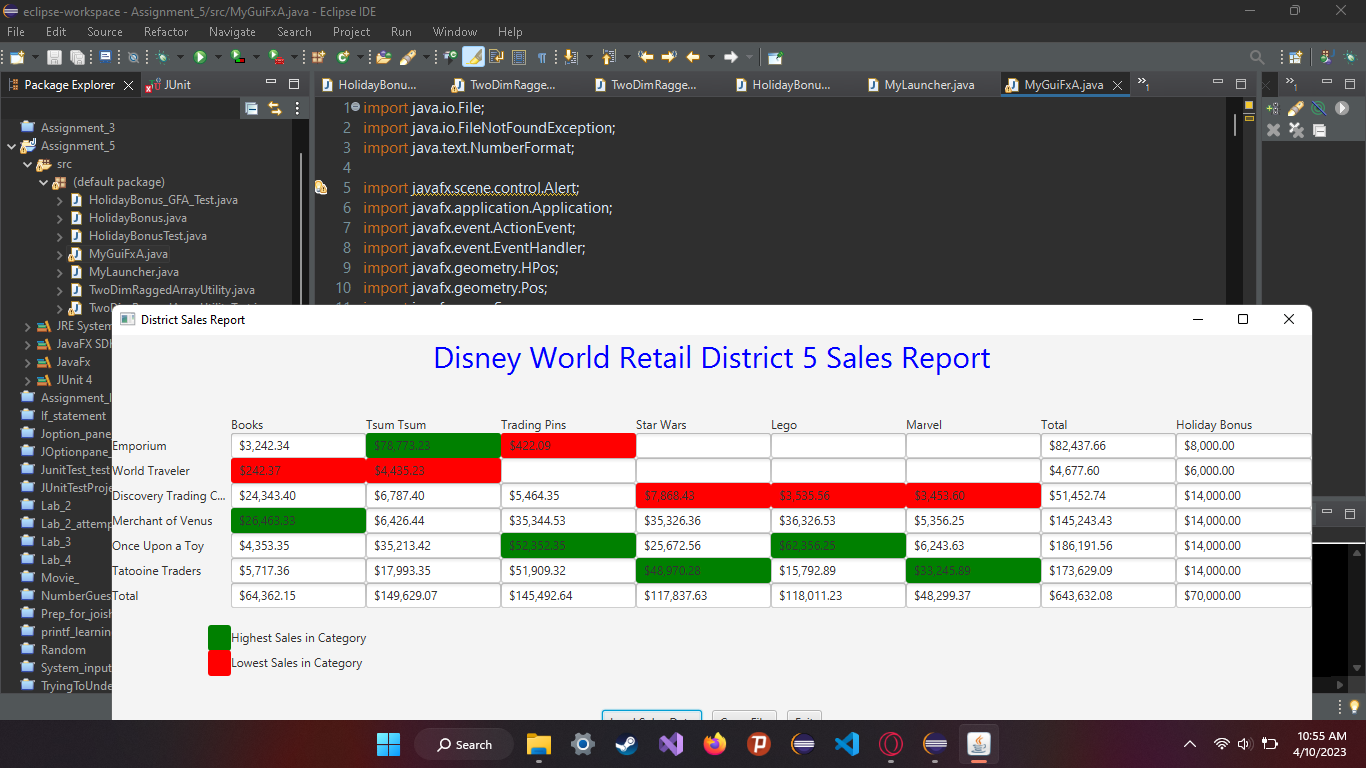 eclipse-workspace - Assignment_5/src/MyGuiFxA.java - Eclipse IDE
File Edit Source Refactor Navigate Search Project Run Window Help
Package Explorer
JUnit
HolidayBonu...
TwoDimRagge...
TwoDimRagge...
HolidayBonu...
MyLauncher.java
MyGuiFxA.java
Assignment_3
Assignment_5
src
(default package)
HolidayBonus_GFA_Test.java
HolidayBonus.java
HolidayBonusTest.java
MyGuiFxA.java
MyLauncher.java
TwoDimRaggedArrayUtility.java
JRE System
JavaFX SD
JavaFx
JUnit 4
If_statement
Joption_pane
JOptionpane_
JunitTest_test
JUnitTestProje
Lab_2
Lab_2_attemp
Lab_3
Lab_4
Movie_
NumberGues
Prep_for_joish
printf_learnin
Random
System_input
TryingToUnde
1 import java.io.File;
2 import java.io.FileNotFoundException;
3 import java.text.NumberFormat;
4
5 import javafx.scene.control.Alert;
6 import javafx.application.Application;
7 import javafx.event.ActionEvent;
8 import javafx.event.EventHandler;
9 import javafx.geometry.HPos;
10 import javafx.geometry.Pos;
District Sales Report
Disney World Retail District 5 Sales Report
Books Tsum Tsum Trading Pins Star Wars Lego Marvel Total Holiday Bonus
Emporium $3,242.34 $78,773.23 $422.09 $82,437.66 $8,000.00
World Traveler $242.37 $4,435.23 $4,677.60 $6,000.00
Discovery Trading C... $24,343.40 $6,787.40 $5,464.35 $7,868.43 $3,535.56 $3,453.60 $51,452.74 $14,000.00
Merchant of Venus $26,463.33 $6,426.44 $35,344.53 $35,326.36 $36,326.53 $5,356.25 $145,243.43 $14,000.00
Once Upon a Toy $4,353.35 $35,213.42 $52,352.35 $25,672.56 $62,356.25 $6,243.63 $186,191.56 $14,000.00
Tatooine Traders $5,717.36 $17,993.35 $51,909.32 $48,970.28 $15,792.89 $33,245.89 $173,629.09 $14,000.00
Total $64,362.15 $149,629.07 $145,492.64 $117,837.63 $118,011.23 $48,299.37 $643,632.08 $70,000.00
Highest Sales in Category
Lowest Sales in Category
Search
10:55 AM
4/10/2023